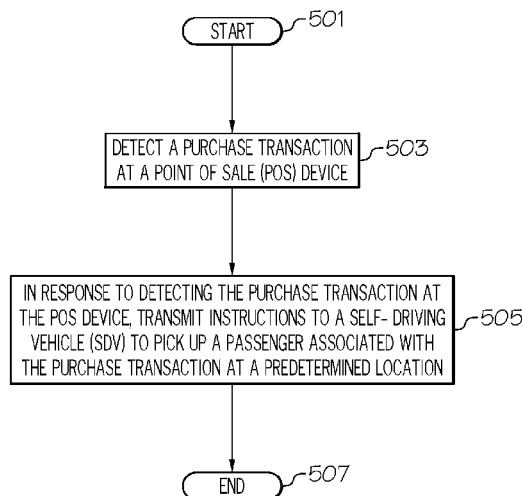 START
501
DETECT A PURCHASE TRANSACTION
AT A POINT OF SALE (POS) DEVICE
503
IN RESPONSE TO DETECTING THE PURCHASE TRANSACTION AT
THE POS DEVICE, TRANSMIT INSTRUCTIONS TO A SELF- DRIVING
VEHICLE (SDV) TO PICK UP A PASSENGER ASSOCIATED WITH
THE PURCHASE TRANSACTION AT A PREDETERMINED LOCATION
505
END
507